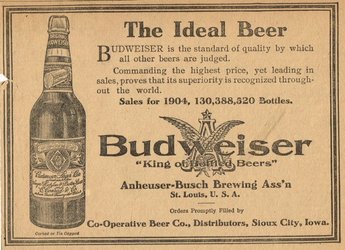 The Ideal Beer
BUDWEISER is the standard of quality by which
all other beers are judged.
Commanding the highest price, yet leading in
sales, proves that its superiority is recognized through-
out the world.
Sales for 1904, 130,388,520 Bottles.
Budweiser
"King of Bottled Beers"
Anheuser-Busch Brewing Ass'n
St. Louis, U. S. A.
Orders Promptly Filled by
Co-Operative Beer Co., Distributors, Sioux City, Iowa.
Corked or Tin Capped